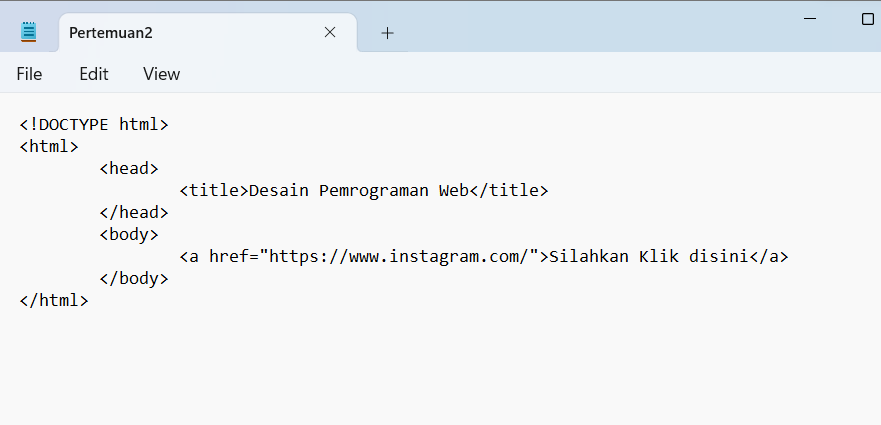 Pertemuan2
File Edit View
<!DOCTYPE html>
<html>
<head>
<title>Desain Pemrograman Web</title>
</head>
<body>
<a href="https://www.instagram.com/">Silahkan Klik disini</a>
</body>
</html>